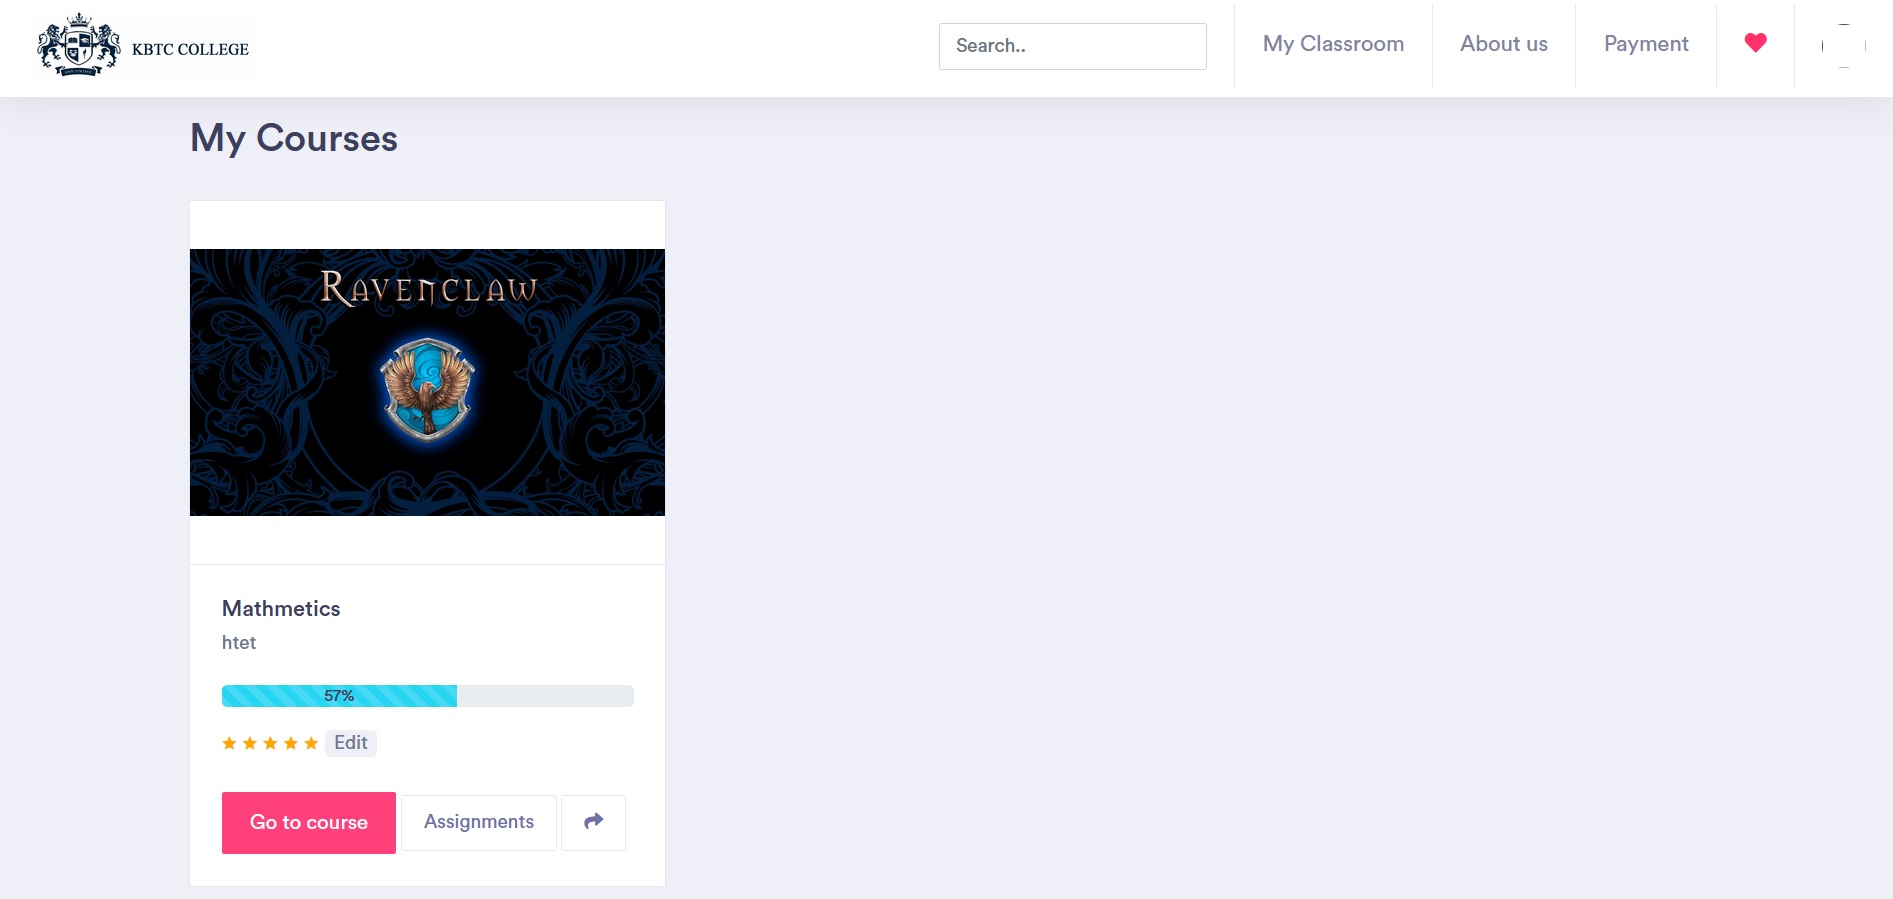 KBTC COLLEGE
Search..
My Classroom
About us
Payment
My Courses
RAVENCLAW
Mathmetics
htet
57%
Edit
Go to course
Assignments